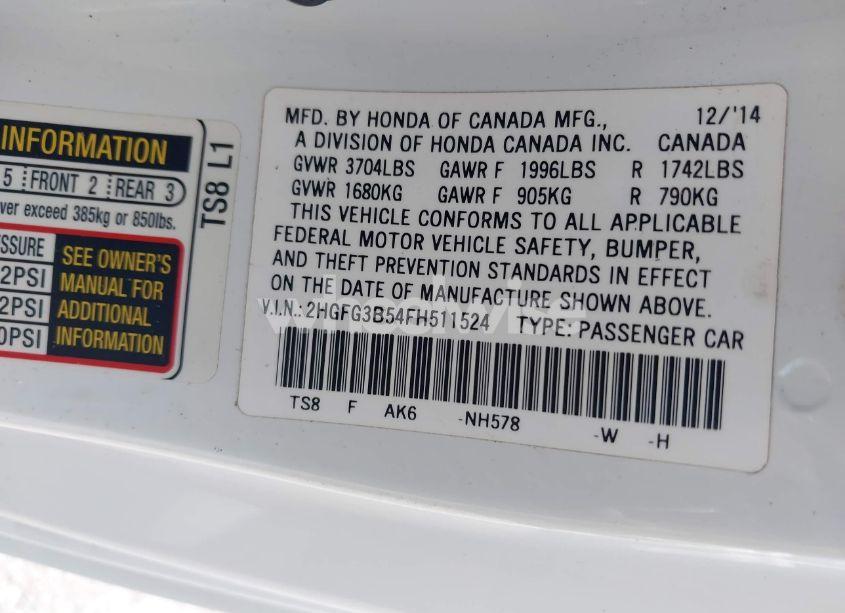 INFORMATION
5 FRONT 2 REAR 3
ver exceed 385kg or 850lbs.
SSURE
2PSI
2PSI
0PSI
SEE OWNER'S
MANUAL FOR
ADDITIONAL
INFORMATION
TS8 L1
MFD. BY HONDA OF CANADA MFG., 12/'14
A DIVISION OF HONDA CANADA INC. CANADA
GVWR 3704LBS GAWR F 1996LBS R 1742LBS
GVWR 1680KG GAWR F 905KG R 790KG
THIS VEHICLE CONFORMS TO ALL APPLICABLE
FEDERAL MOTOR VEHICLE SAFETY, BUMPER,
AND THEFT PREVENTION STANDARDS IN EFFECT
ON THE DATE OF MANUFACTURE SHOWN ABOVE.
V.I.N.: 2HGFG3B54FH511524 TYPE: PASSENGER CAR
TS8 F AK6 -NH578 -W -H
wheelwise